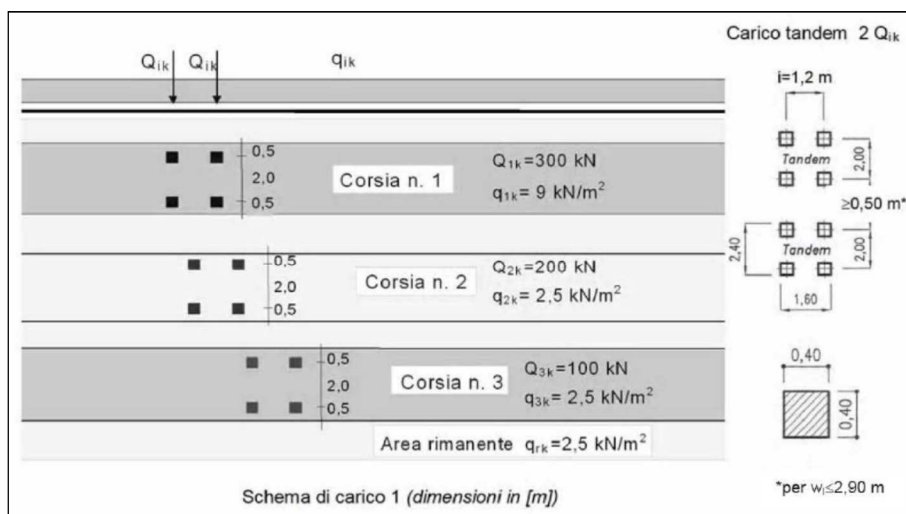 Carico tandem 2 Qik
Qik Qik qik
i=1,2 m
0,5
2,0
0,5
Corsia n. 1
Q1k=300 kN
q1k= 9 kN/m²
Tandem
2,00
≥0,50 m*
0,5
2,0
0,5
Corsia n. 2
Q2k=200 kN
q2k= 2,5 kN/m²
2,40
Tandem
2,00
1,60
0,5
2,0
0,5
Corsia n. 3
Q3k=100 kN
q3k= 2,5 kN/m²
0,40
0,40
Area rimanente qrk=2,5 kN/m²
Schema di carico 1 (dimensioni in [m])
*per wl≤2,90 m